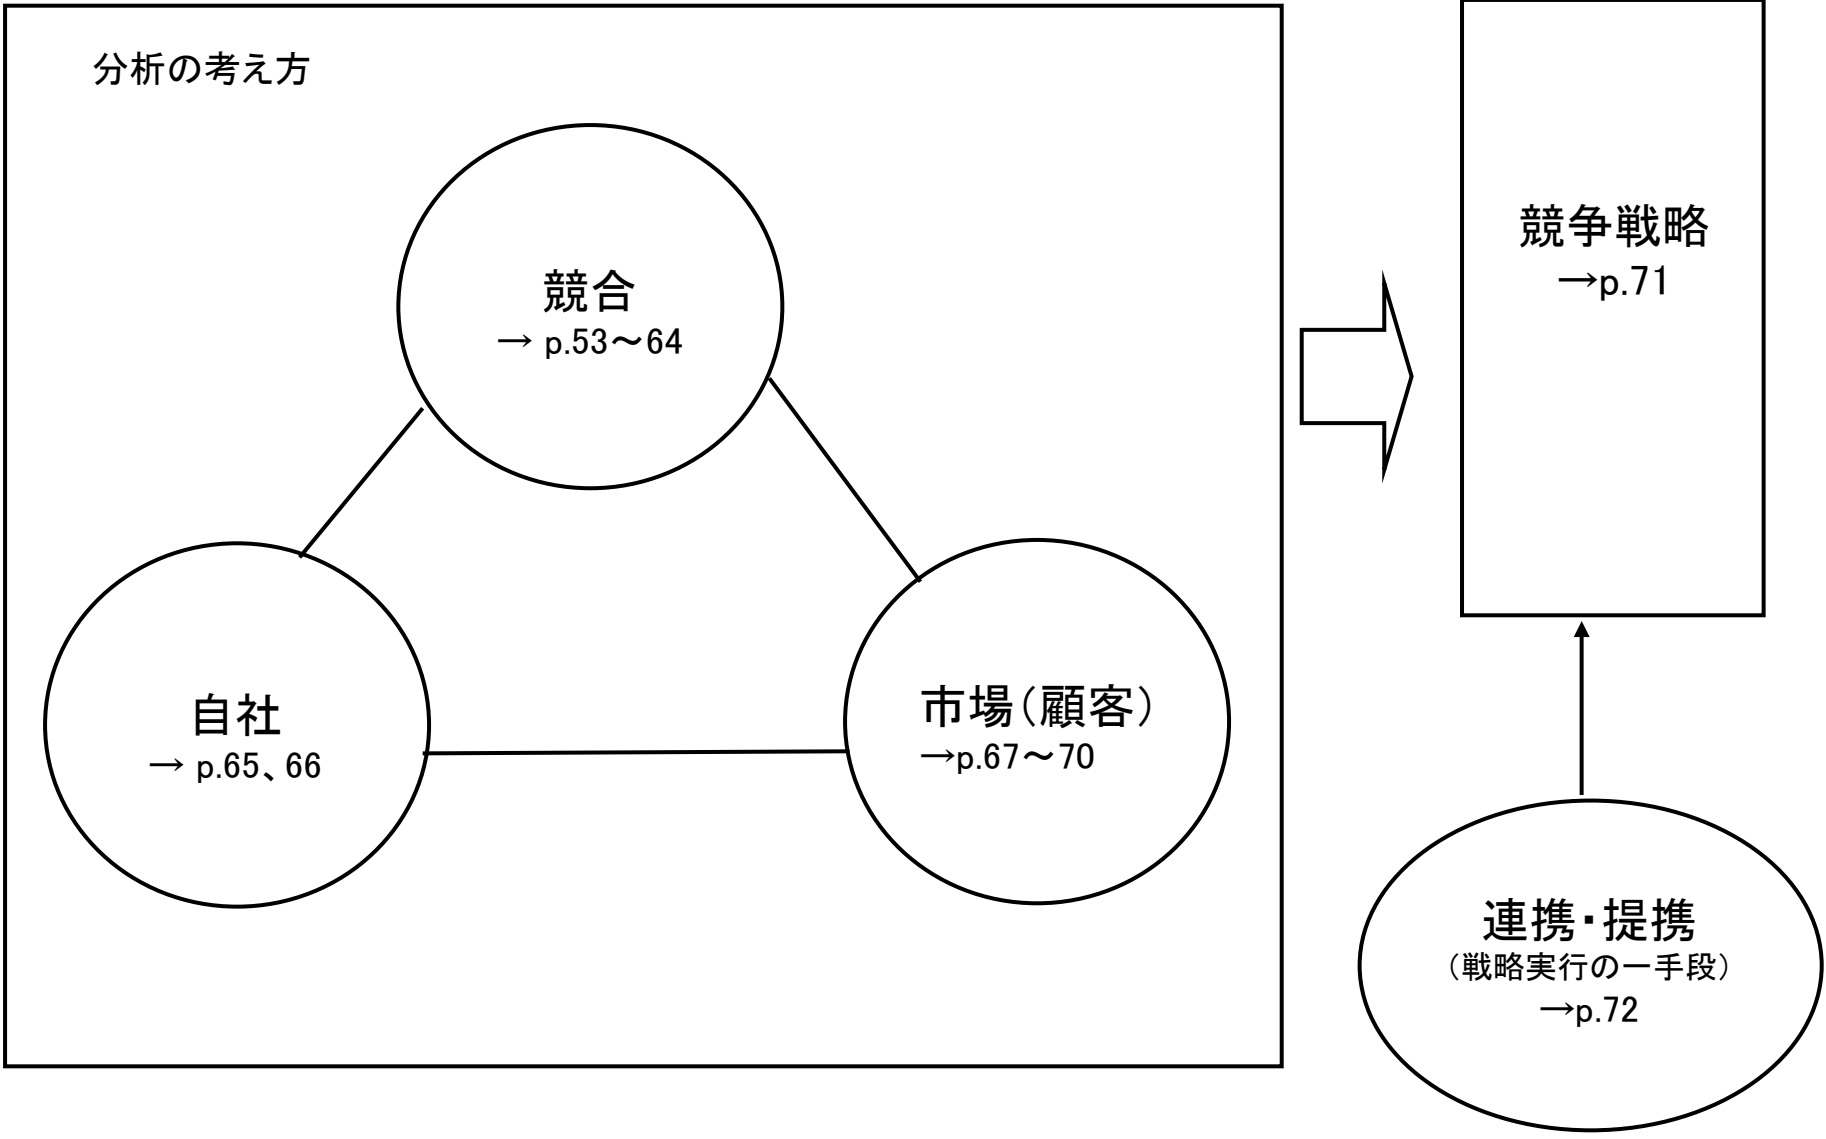 分析の考え方
競合
→ p.53～64
自社
→ p.65、66
市場（顧客）
→p.67～70
競争戦略
→p.71
連携・提携
（戦略実行の一手段）
→p.72